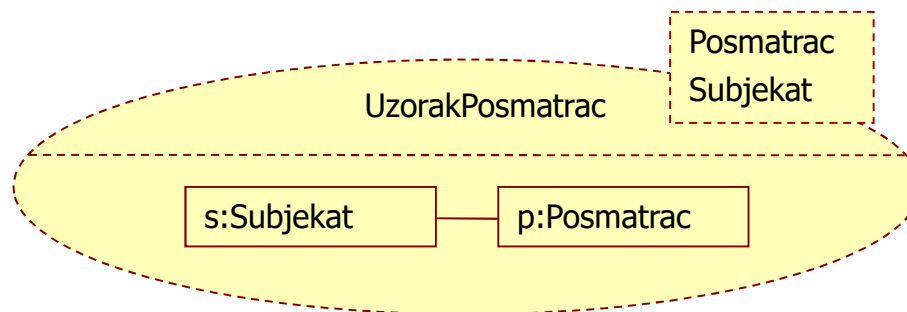 Posmatrac
Subjekat
UzorakPosmatrac
s:Subjekat
p:Posmatrac